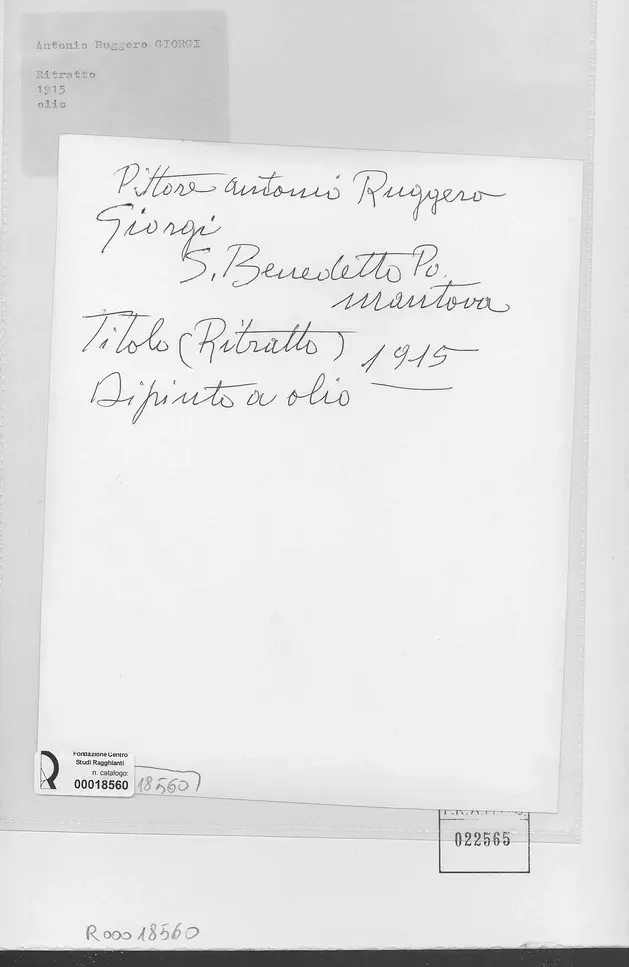 Antonio Ruggero GIORGI
Ritratto
1915
olio
Pittore antonio Ruggero
Giorgi
S. Benedetto Po.
mantova
Titolo (Ritratto) 1915
Dipinto a olio
Fondazione Centro
Studi Ragghianti
n. catalogo:
00018560
18560
022565
R00018560